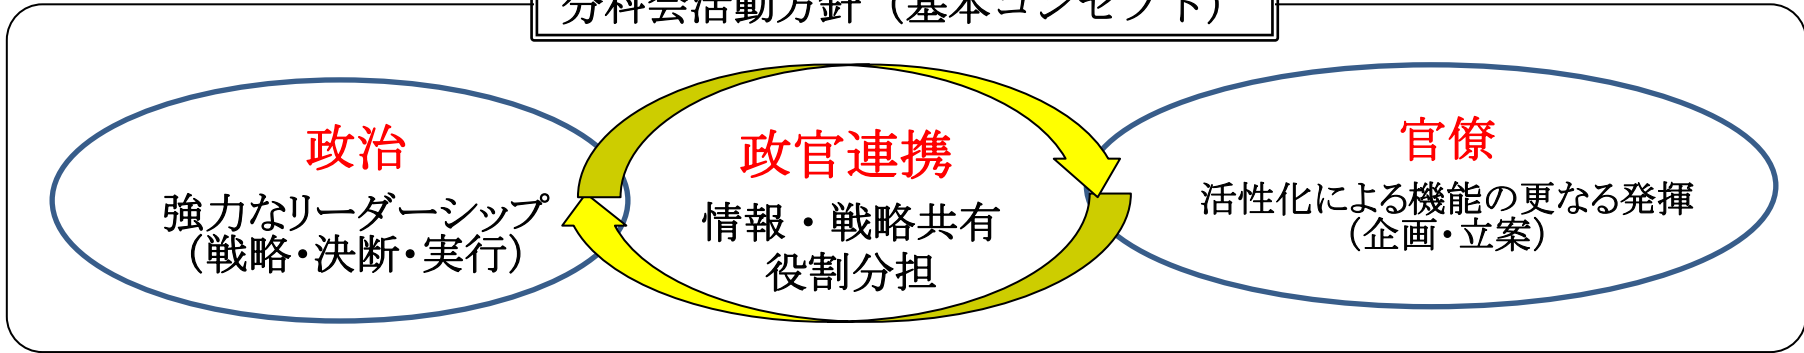 分科会活動方針（基本コンセプト）
政治
強力なリーダーシップ
（戦略・決断・実行）
政官連携
情報・戦略共有
役割分担
官僚
活性化による機能の更なる発揮
（企画・立案）